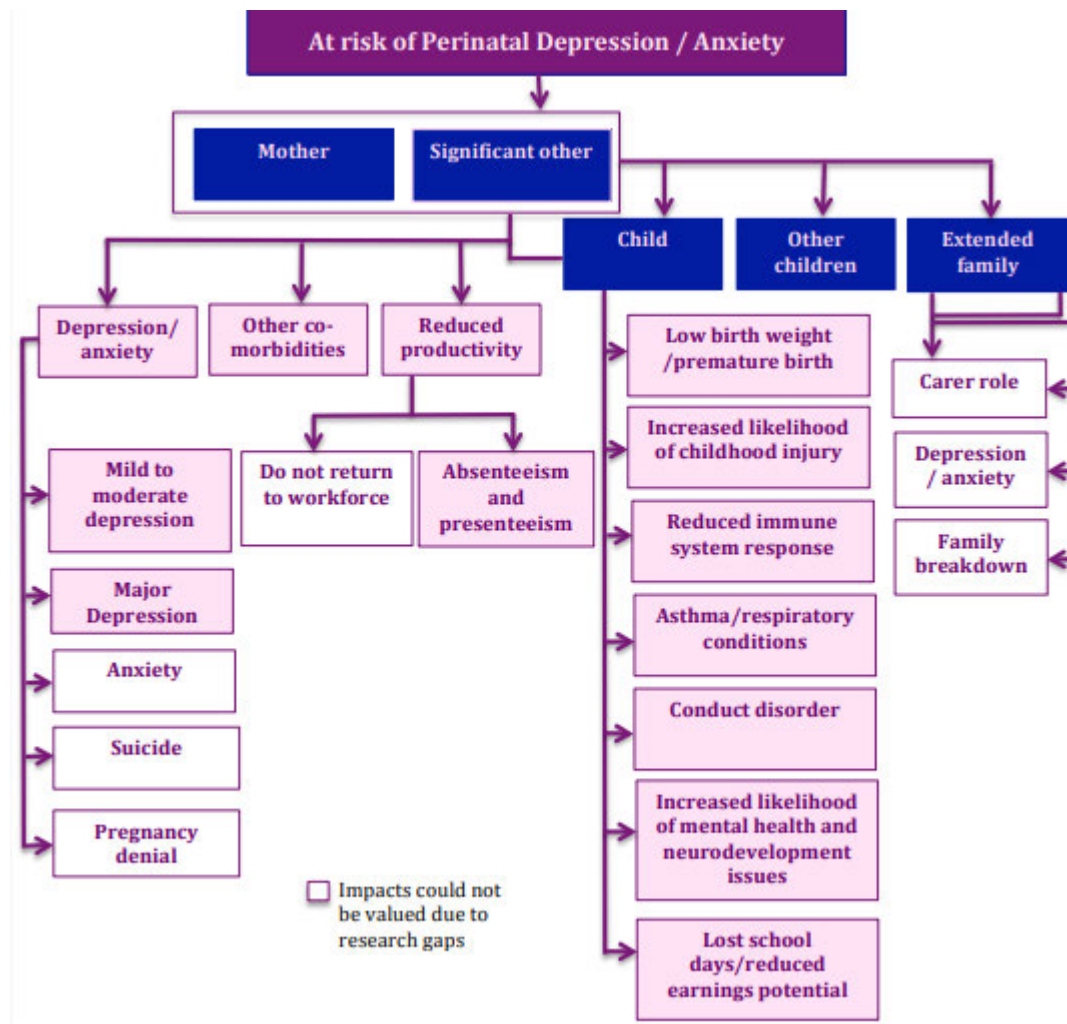 At risk of Perinatal Depression / Anxiety
Mother
Significant other
Child
Other
children
Extended
family
Depression/
anxiety
Other co-
morbidities
Reduced
productivity
Mild to
moderate
depression
Major
Depression
Anxiety
Suicide
Pregnancy
denial
Do not return
to workforce
Absenteeism
and
presenteeism
Low birth weight
/premature birth
Increased likelihood
of childhood injury
Reduced immune
system response
Asthma/respiratory
conditions
Conduct disorder
Increased likelihood
of mental health and
neurodevelopment
issues
Lost school
days/reduced
earnings potential
Carer role
Depression
/ anxiety
Family
breakdown
Impacts could not
be valued due to
research gaps